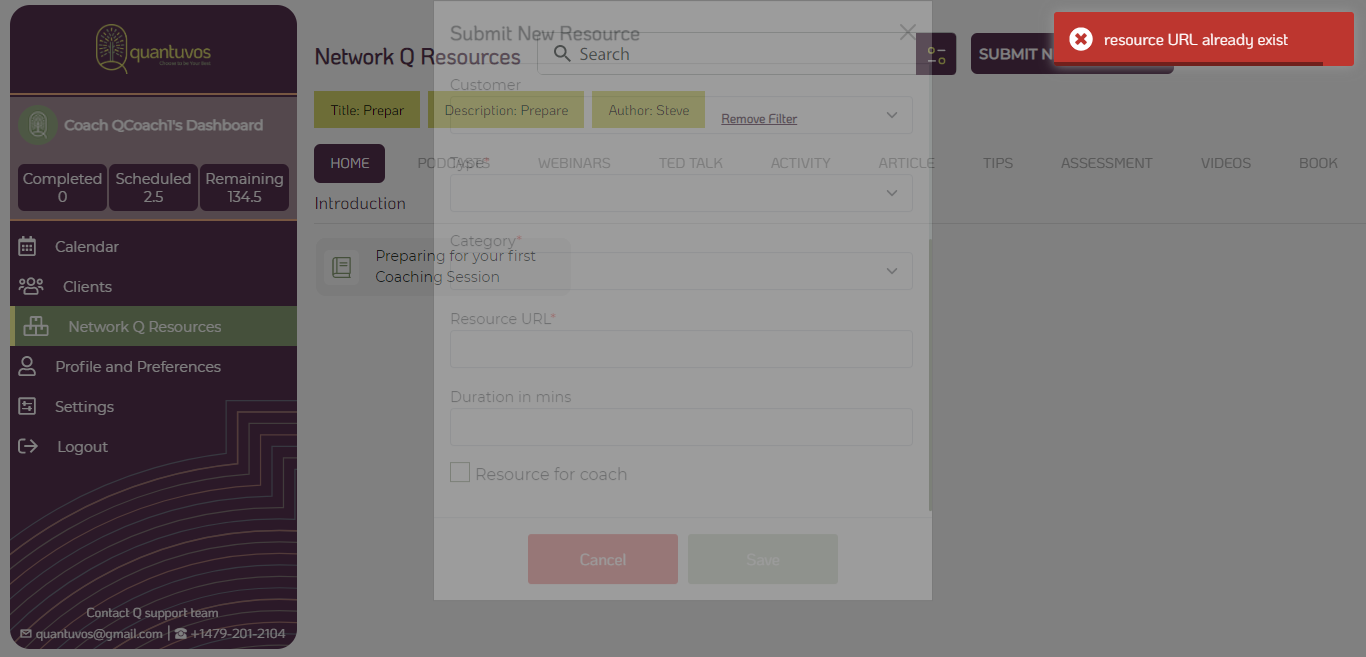 quantuvos
Choose to be Your Best
Coach QCoach1's Dashboard
Completed
0
Scheduled
2.5
Remaining
134.5
Calendar
Clients
Network Q Resources
Profile and Preferences
Settings
Logout
Contact Q support team
quantuvos@gmail.com | +1479-201-2104
Network Q Resources
Search
SUBMIT N
Title: Prepar
Description: Prepare
Author: Steve
Remove Filter
HOME
PODCASTS
WEBINARS
TED TALK
ACTIVITY
ARTICLE
TIPS
ASSESSMENT
VIDEOS
BOOK
Introduction
Preparing for your first
Coaching Session
Submit New Resource
Customer
Type*
Category*
Resource URL*
Duration in mins
Resource for coach
Cancel
Save
resource URL already exist